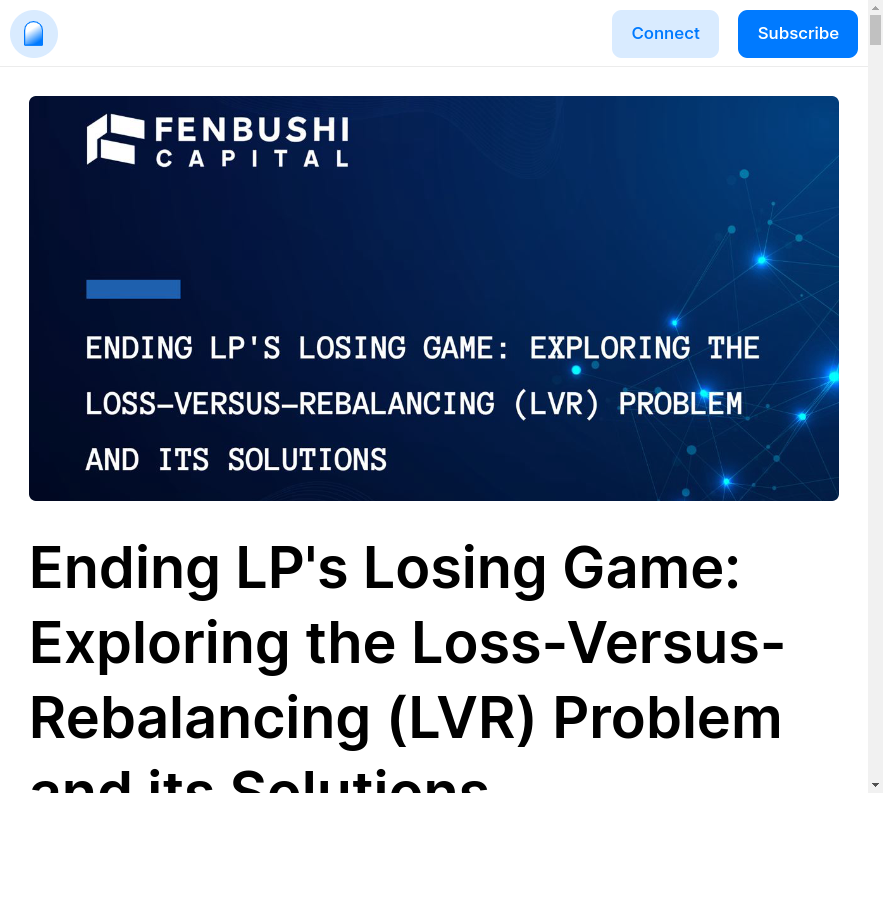 Connect
Subscribe
FENBUSHI
CAPITAL
ENDING LP'S LOSING GAME: EXPLORING THE
LOSS-VERSUS-REBALANCING (LVR) PROBLEM
AND ITS SOLUTIONS
Ending LP's Losing Game:
Exploring the Loss-Versus-
Rebalancing (LVR) Problem
and its Solutions